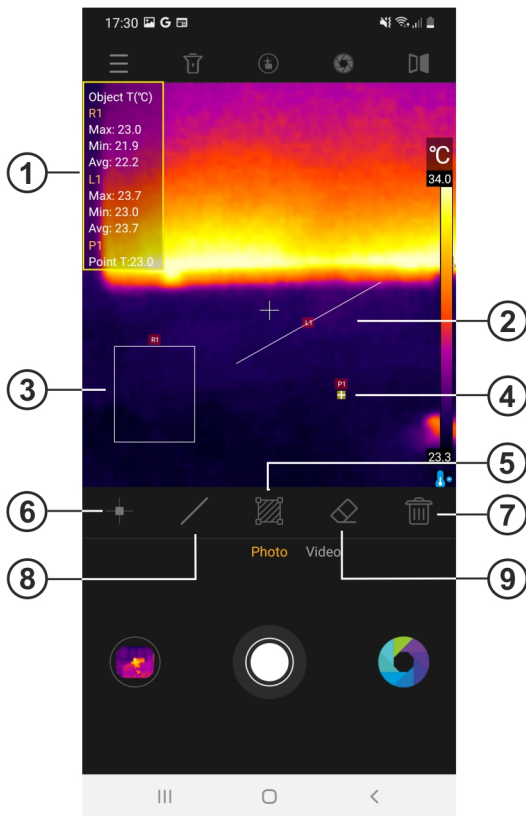 17:30 G
Object T(℃)
R1
Max: 23.0
Min: 21.9
Avg: 22.2
L1
Max: 23.7
Min: 23.0
Avg: 23.7
P1
Point T:23.0
℃
34.0
1
2
L1
R1
3
P1
4
23.3
5
6
7
Photo Video
8
9